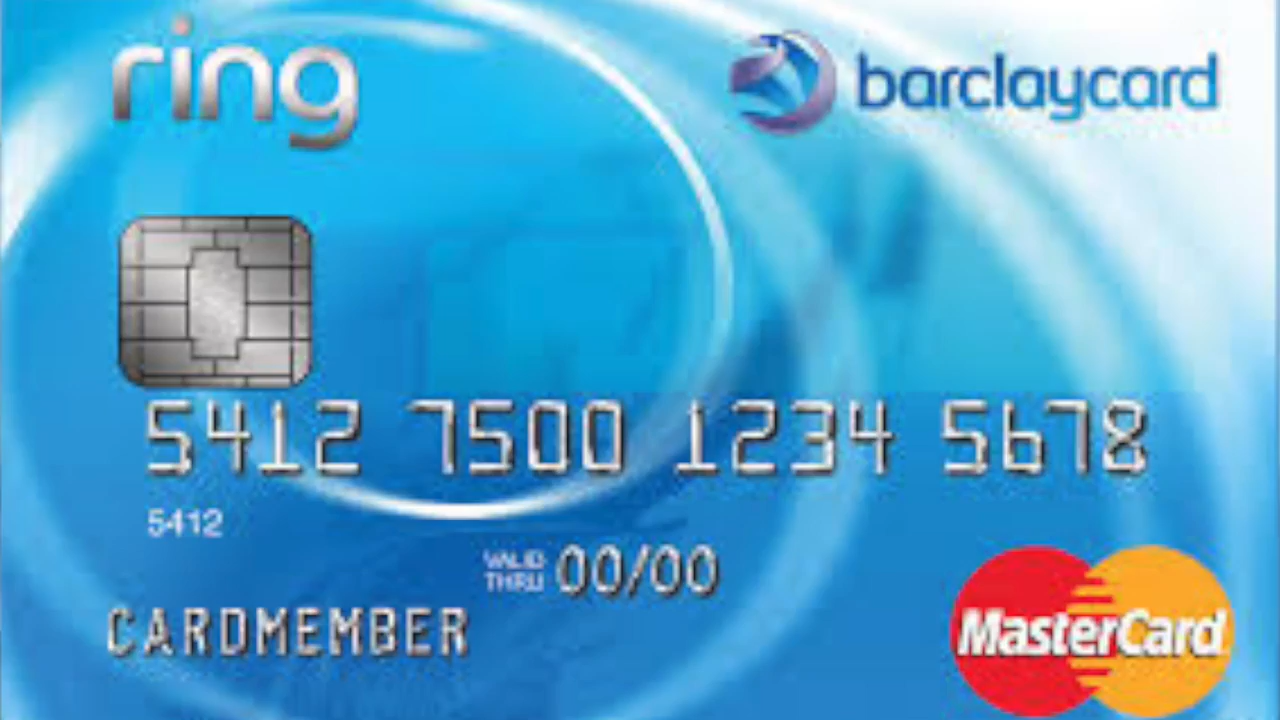 ring
barclaycard
5412 7500 1234 5678
5412
VALID
THRU
00/00
CARDMEMBER
MasterCard